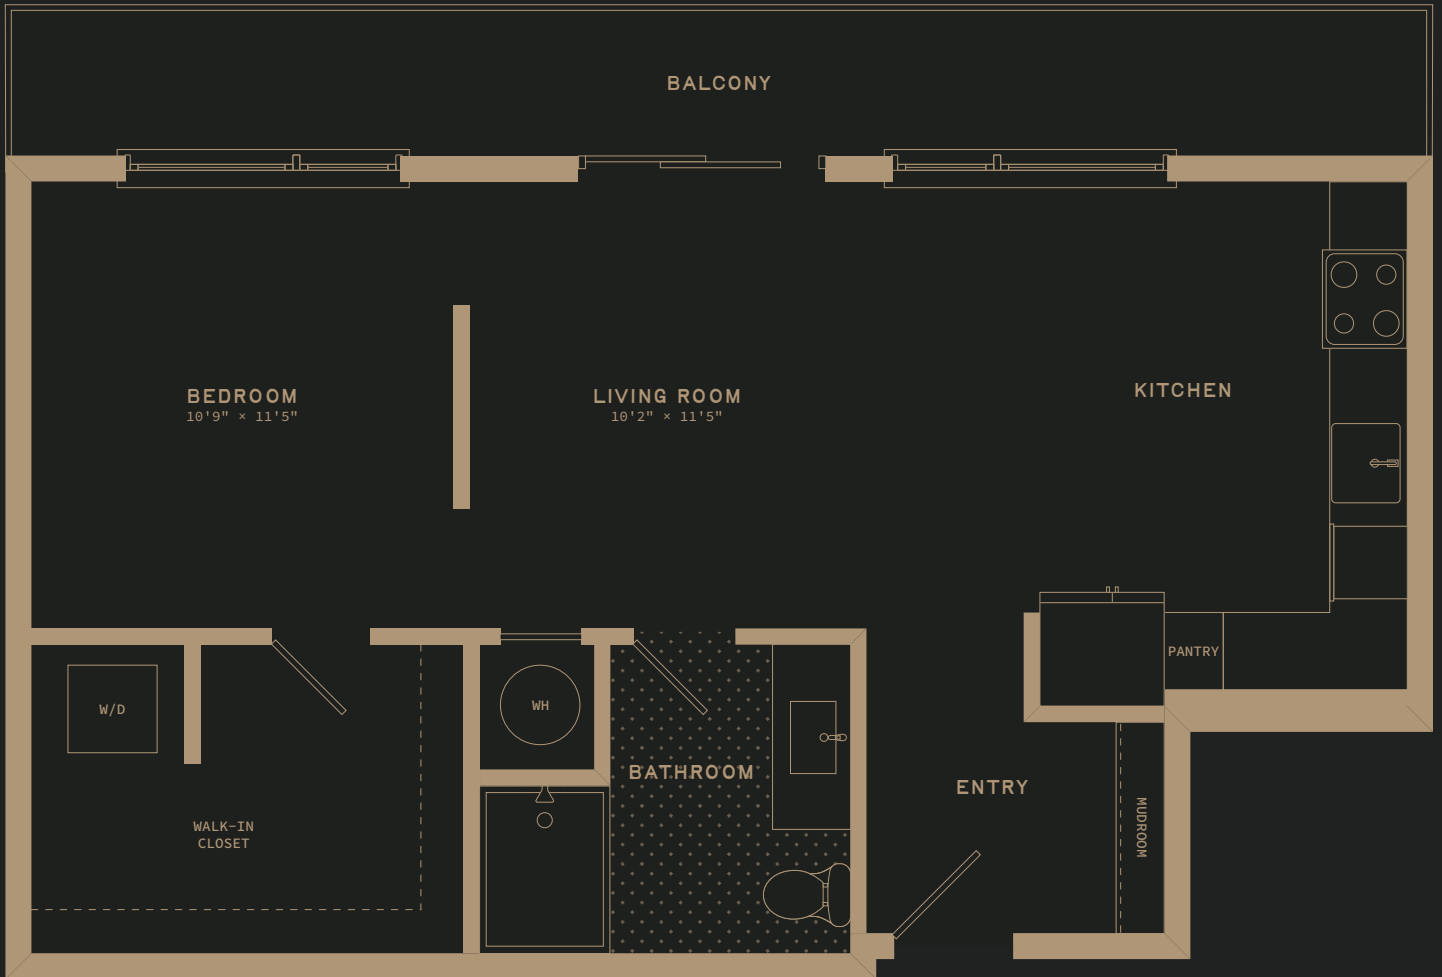 BALCONY
BEDROOM
10'9" × 11'5"
LIVING ROOM
10'2" × 11'5"
KITCHEN
PANTRY
W/D
WH
BATHROOM
ENTRY
MUDROOM
WALK-IN
CLOSET